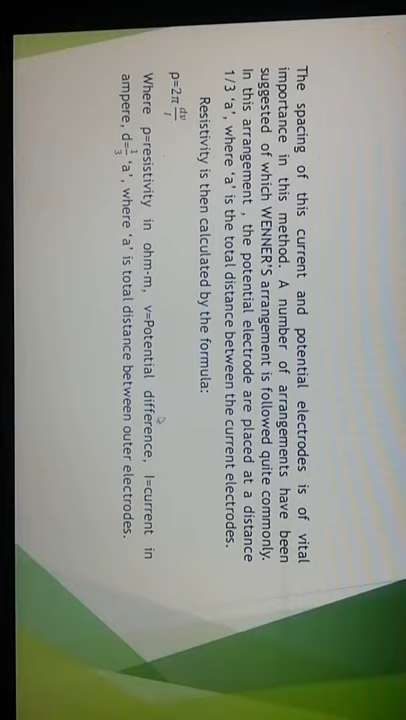 The spacing of this current and potential electrodes is of vital
importance in this method. A number of arrangements have been
suggested of which WENNER'S arrangement is followed quite commonly.
In this arrangement , the potential electrode are placed at a distance
1/3 'a', where 'a' is the total distance between the current electrodes.
Resistivity is then calculated by the formula:
ρ=2π dv/I
Where ρ=resistivity in ohm-m, v=Potential difference, I=current in
ampere, d=1/3 'a', where 'a' is total distance between outer electrodes.